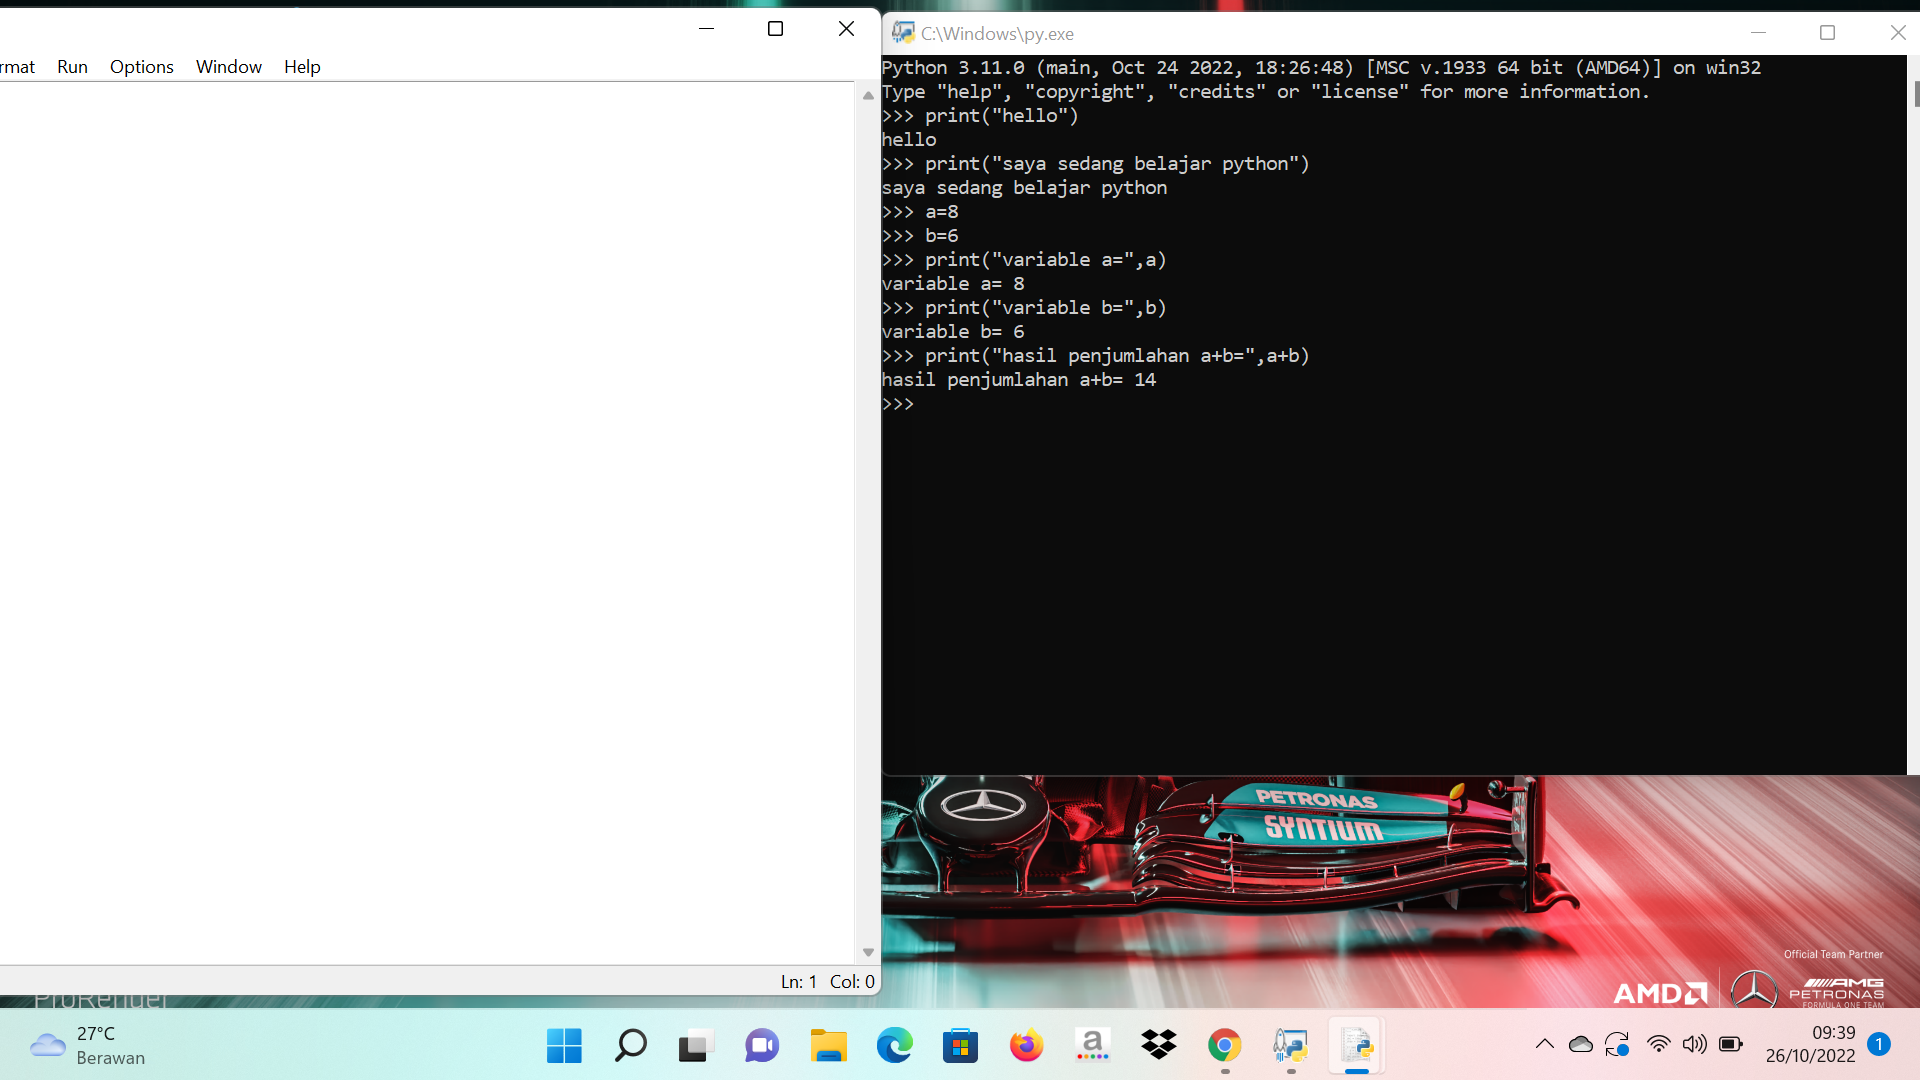 rmat Run Options Window Help
Ln: 1 Col: 0
C:\Windows\py.exe
Python 3.11.0 (main, Oct 24 2022, 18:26:48) [MSC v.1933 64 bit (AMD64)] on win32
Type "help", "copyright", "credits" or "license" for more information.
>>> print("hello")
hello
>>> print("saya sedang belajar python")
saya sedang belajar python
>>> a=8
>>> b=6
>>> print("variable a=",a)
variable a= 8
>>> print("variable b=",b)
variable b= 6
>>> print("hasil penjumlahan a+b=",a+b)
hasil penjumlahan a+b= 14
>>>
PETRONAS
SYNTIUM
Official Team Partner
AMD
AMG
PETRONAS
FORMULA ONE TEAM
ProRender
27°C
Berawan
a
09:39
26/10/2022
1